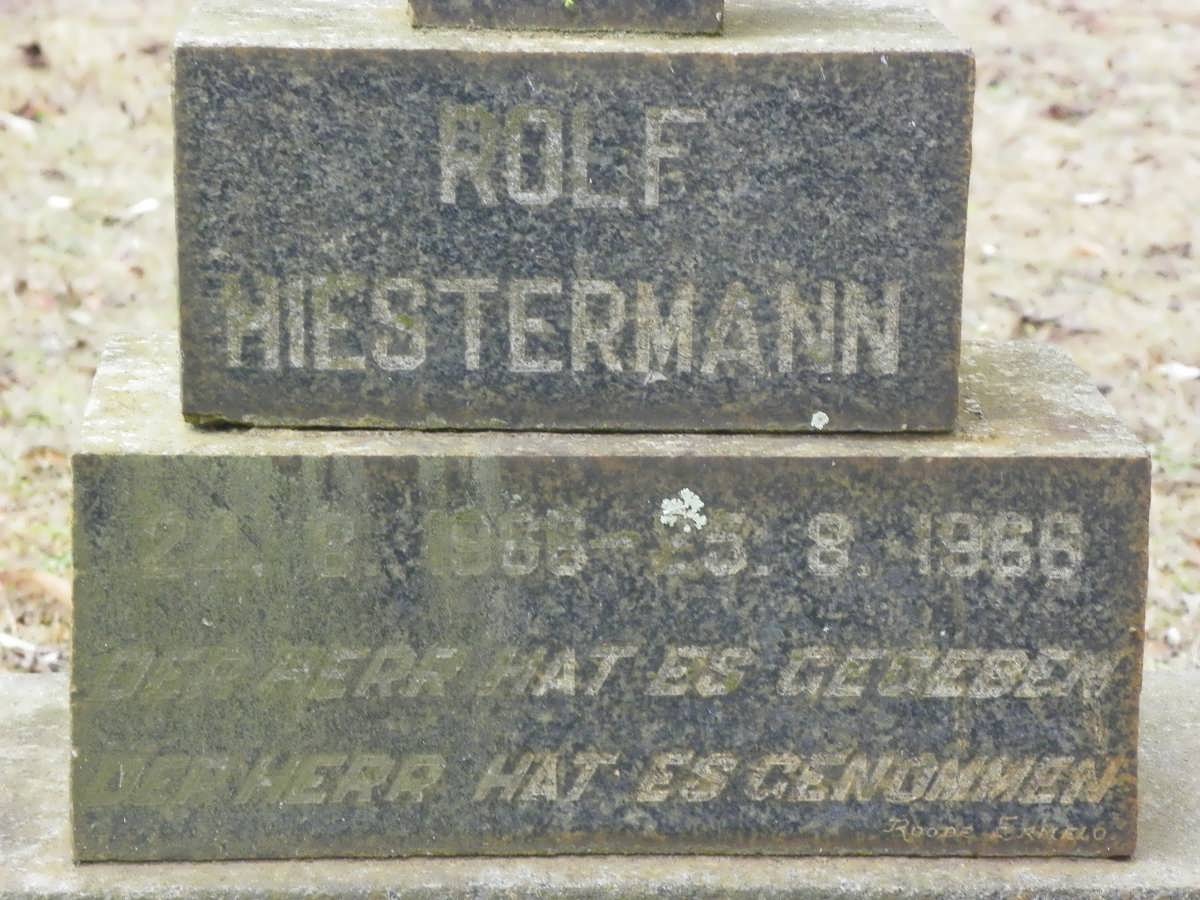 ROLF
HIESTERMANN
22. 8. 1966 – 25. 8. 1966
DER HERR HAT ES GEGEBEN
DER HERR HAT ES GENOMMEN
ROODE ERMELO